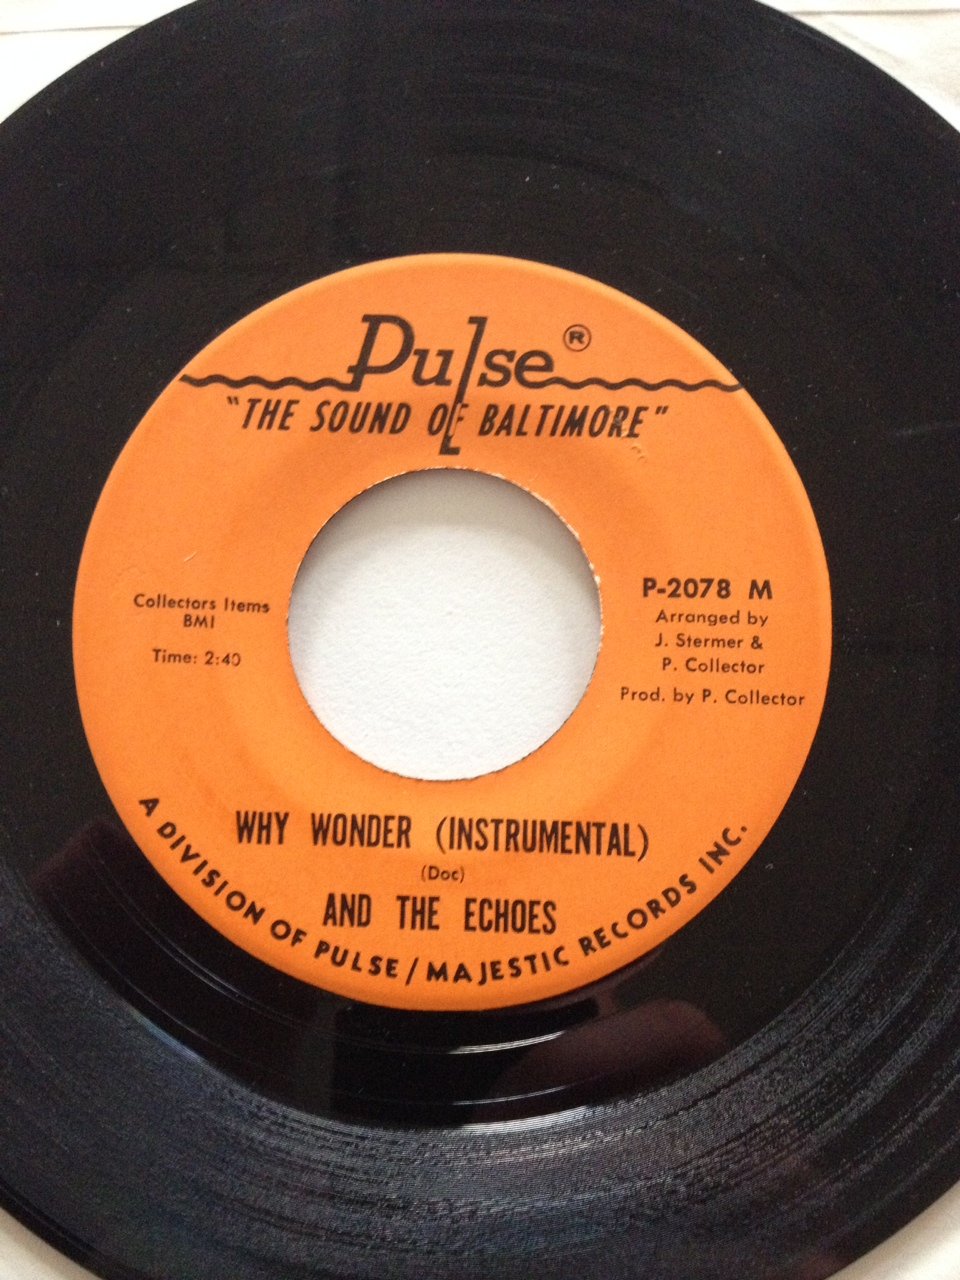 Pulse ®
"THE SOUND OF BALTIMORE"
Collectors Items
BMI
Time: 2:40
P-2078 M
Arranged by
J. Stermer &
P. Collector
Prod. by P. Collector
WHY WONDER (INSTRUMENTAL)
(Doc)
AND THE ECHOES
A DIVISION OF PULSE/MAJESTIC RECORDS INC.